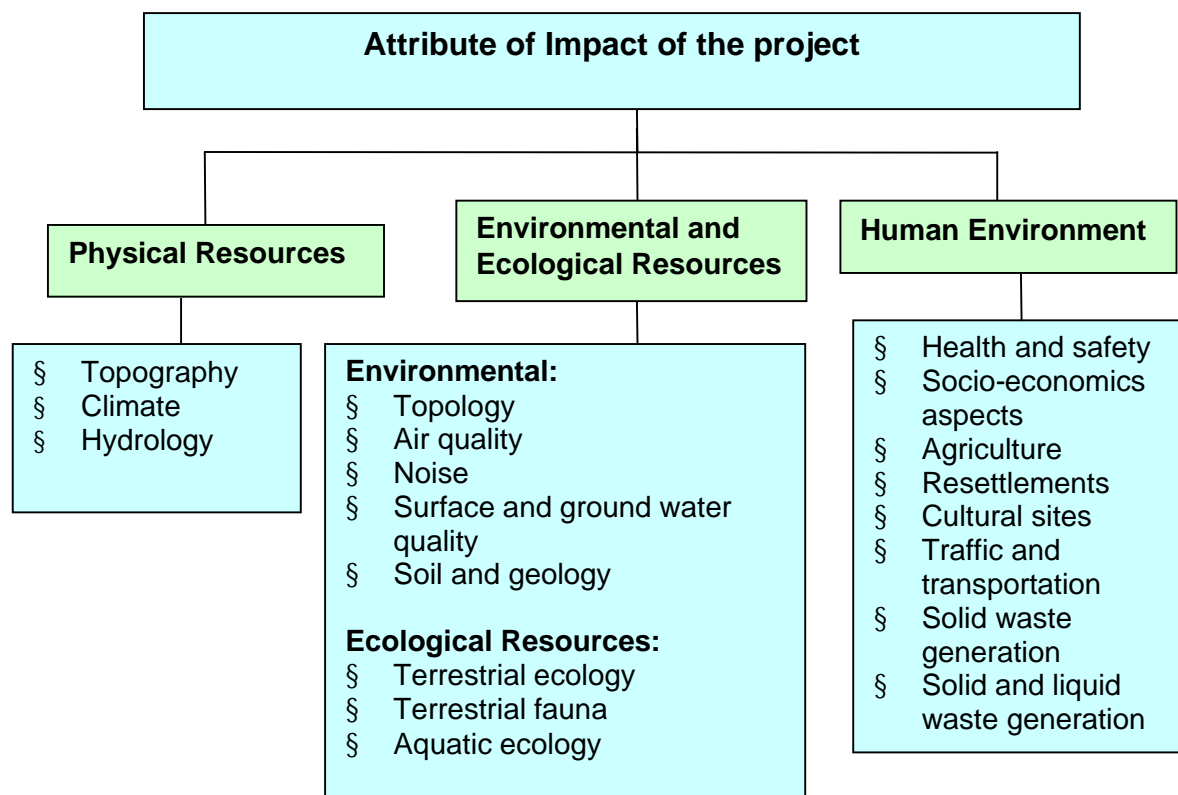 Attribute of Impact of the project
Physical Resources
§ Topography
§ Climate
§ Hydrology
Environmental and
Ecological Resources
Environmental:
§ Topology
§ Air quality
§ Noise
§ Surface and ground water
quality
§ Soil and geology
Ecological Resources:
§ Terrestrial ecology
§ Terrestrial fauna
§ Aquatic ecology
Human Environment
§ Health and safety
§ Socio-economics
aspects
§ Agriculture
§ Resettlements
§ Cultural sites
§ Traffic and
transportation
§ Solid waste
generation
§ Solid and liquid
waste generation